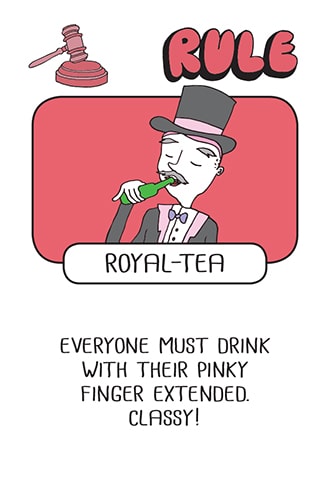 RULE
ROYAL-TEA
EVERYONE MUST DRINK
WITH THEIR PINKY
FINGER EXTENDED.
CLASSY!